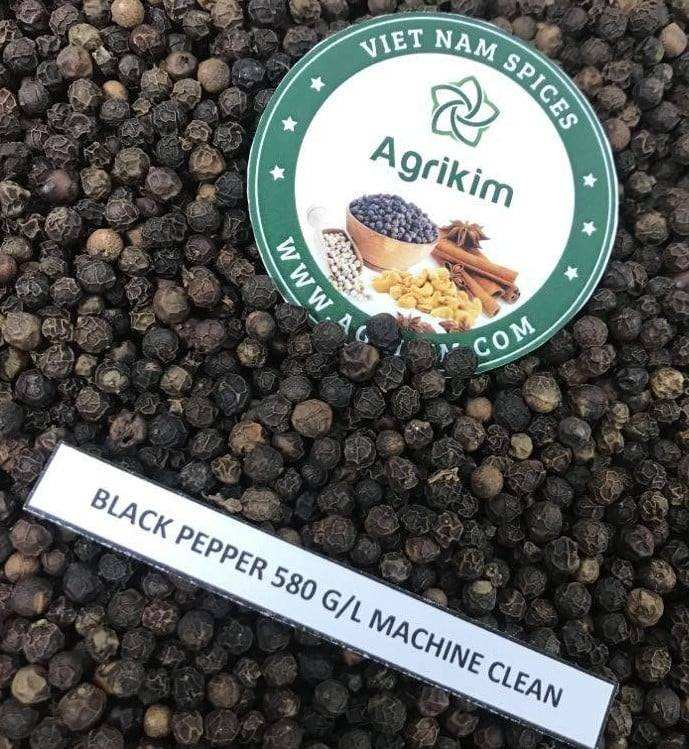 VIET NAM SPICES
Agrikim
BLACK PEPPER 580 G/L MACHINE CLEAN